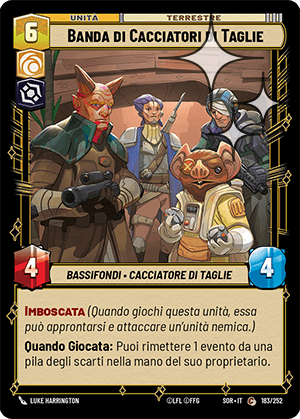 UNITÀ
TERRESTRE
6
BANDA DI CACCIATORI DI TAGLIE
4
4
BASSIFONDI • CACCIATORE DI TAGLIE
IMBOSCATA (Quando giochi questa unità, essa
può approntarsi e attaccare un'unità nemica.)
Quando Giocata: Puoi rimettere 1 evento da una
pila degli scarti nella mano del suo proprietario.
LUKE HARRINGTON
©LFL ©FFG
SOR • IT
C
183/252